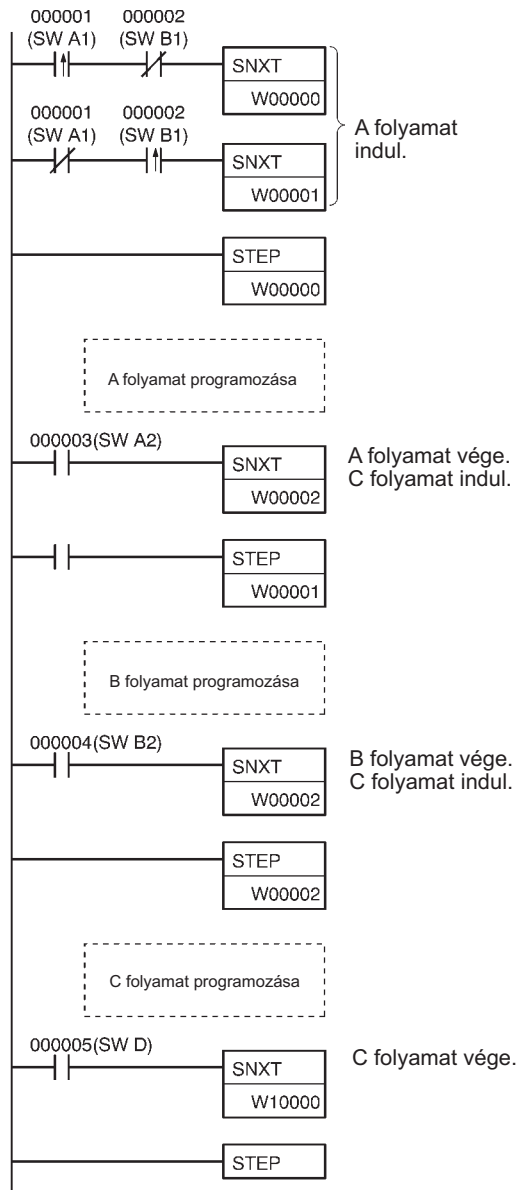 000001 000002
(SW A1) (SW B1)
SNXT
W00000
A folyamat
indul.
000001 000002
(SW A1) (SW B1)
SNXT
W00001
STEP
W00000
A folyamat programozása
000003(SW A2)
SNXT
W00002
A folyamat vége.
C folyamat indul.
STEP
W00001
B folyamat programozása
000004(SW B2)
SNXT
W00002
B folyamat vége.
C folyamat indul.
STEP
W00002
C folyamat programozása
000005(SW D)
SNXT
W10000
C folyamat vége.
STEP